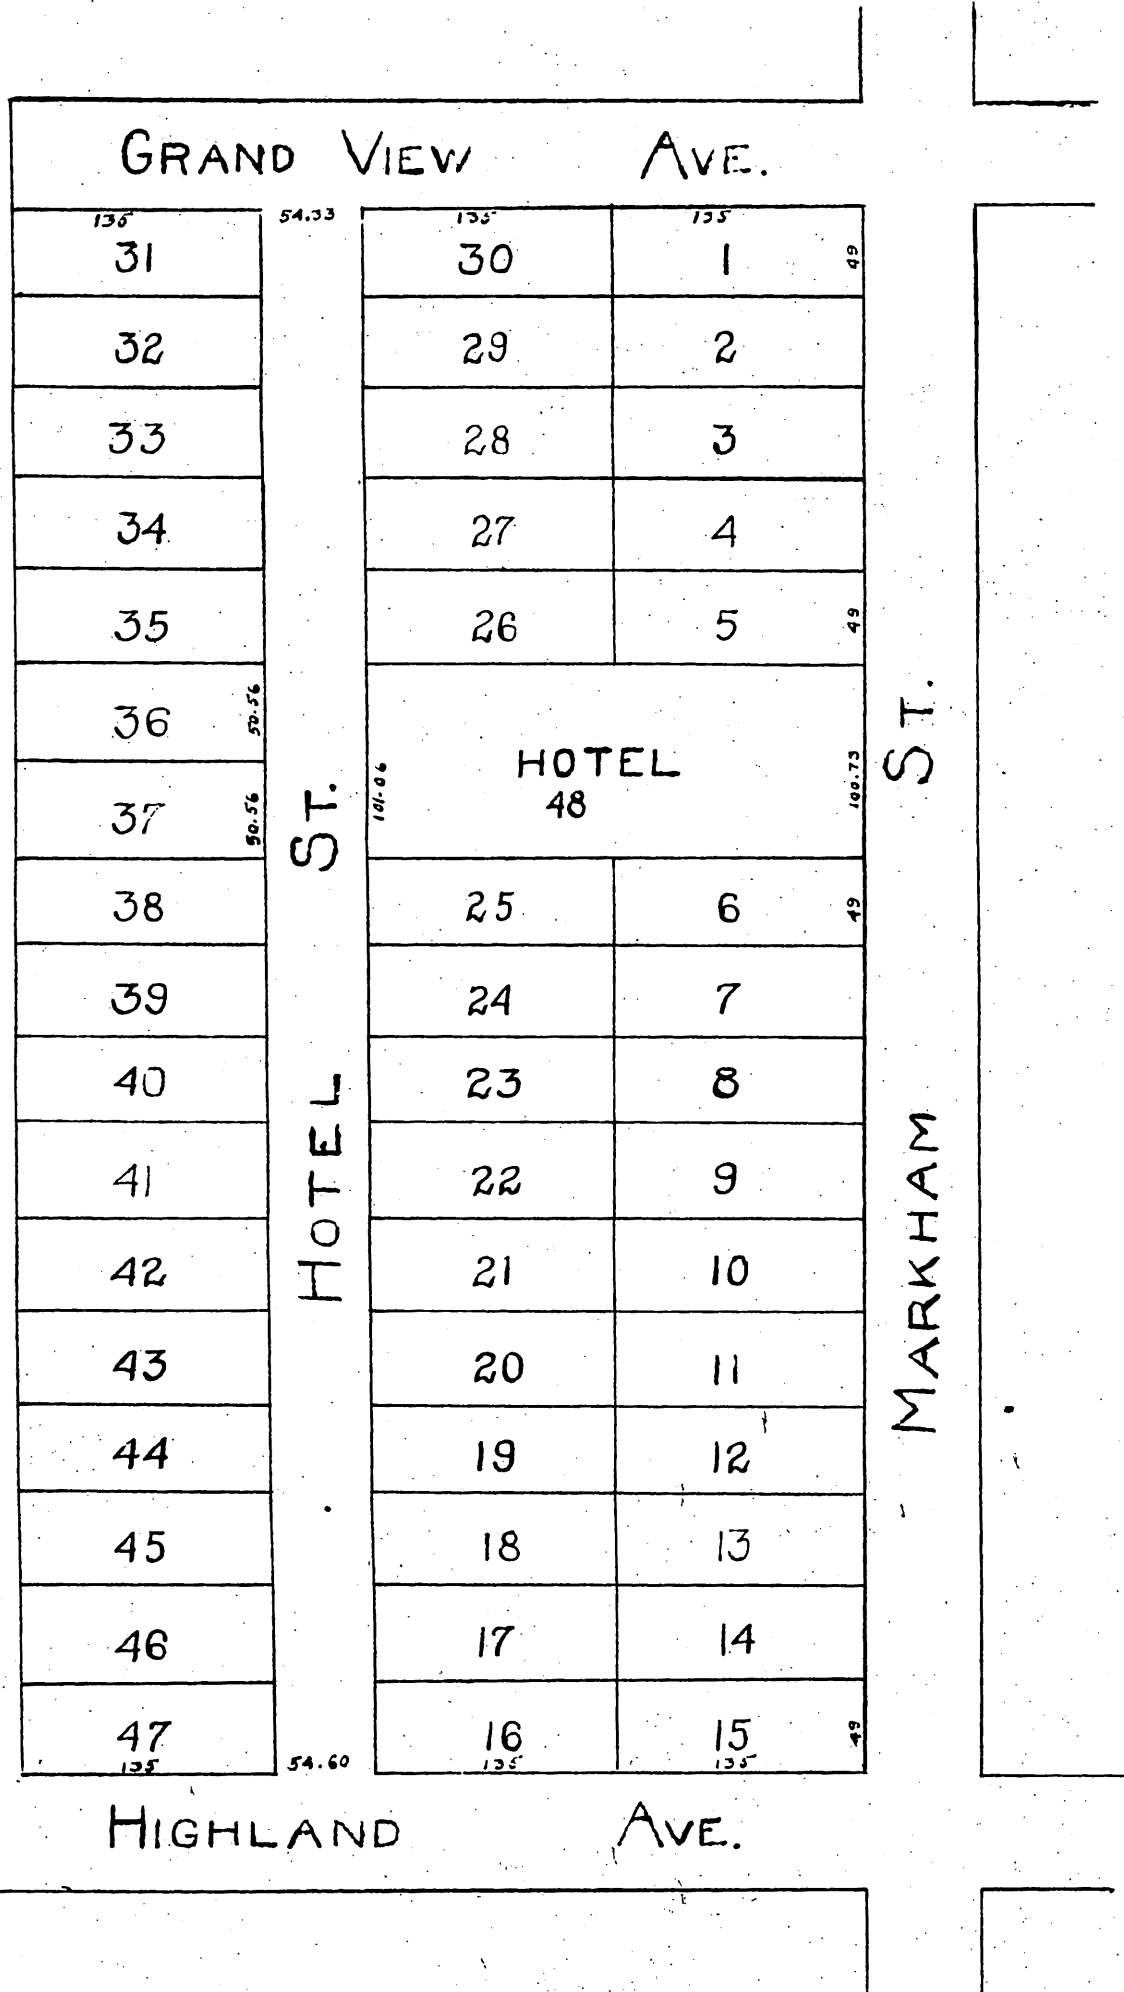 GRAND VIEW AVE.
135 54.33 135 135
31 30 1 49
32 29 2
33 28 3
34 27 4
35 26 5 49
36 50.56
HOTEL
48
37 50.56
101.06
100.73
38 25 6 49
39 24 7
40 23 8
41 22 9
42 21 10
43 20 11
44 19 12
45 18 13
46 17 14
47 16 15 49
135 54.60 135 135
HOTEL ST.
MARKHAM ST.
HIGHLAND AVE.